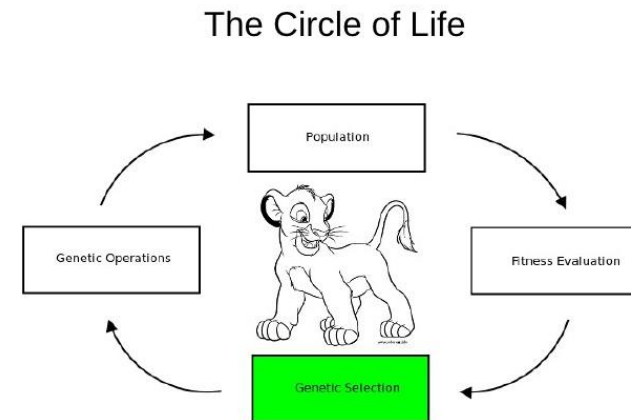 The Circle of Life
Population
Genetic Operations
Fitness Evaluation
Genetic Selection